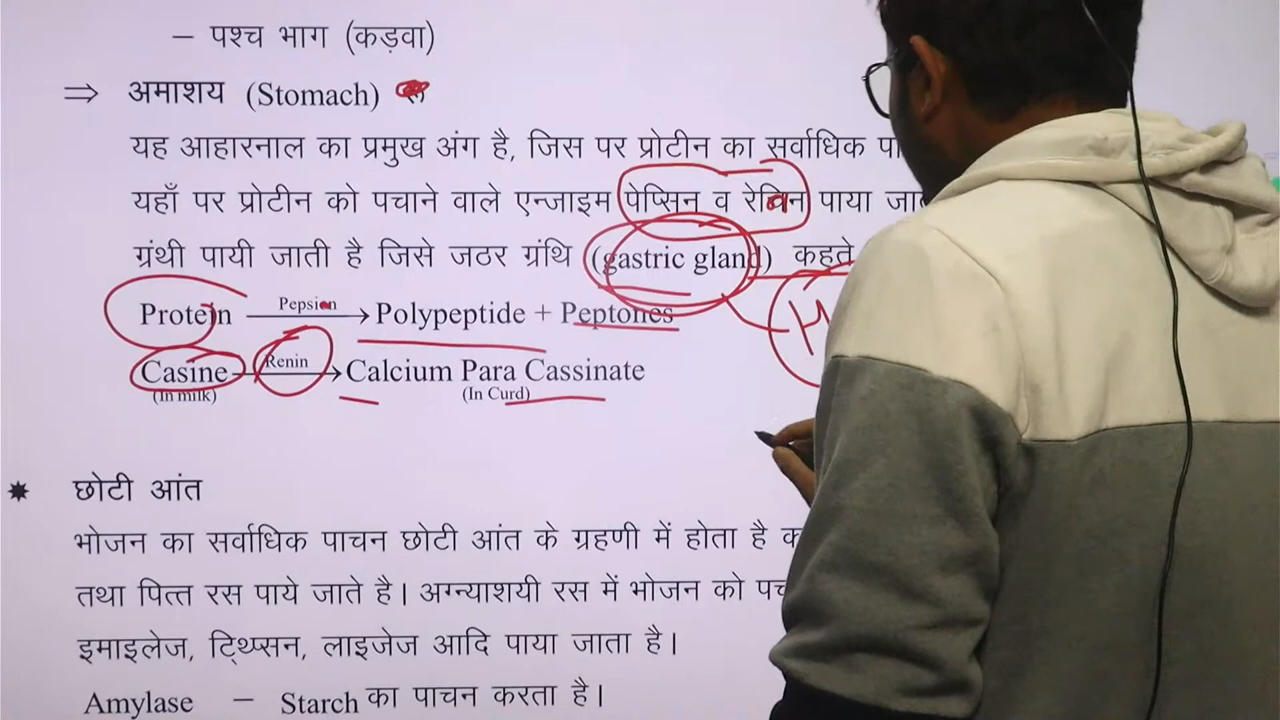 – पश्च भाग (कड़वा)
⇒ अमाशय (Stomach)
यह आहारनाल का प्रमुख अंग है, जिस पर प्रोटीन का सर्वाधिक
यहाँ पर प्रोटीन को पचाने वाले एन्जाइम पेप्सिन व पाया
ग्रंथी पायी जाती है जिसे जठर ग्रंथि (gastric gland) कहते
Protein Pepsion → Polypeptide + Peptones
Casine Renin → Calcium Para Cassinate
(In milk) (In Curd)
✷ छोटी आंत
भोजन का सर्वाधिक पाचन छोटी आंत के ग्रहणी में होता है
तथा पित्त रस पाये जाते है। अग्न्याशयी रस में भोजन को
इमाइलेज, ट्थ्प्सिन, लाइजेज आदि पाया जाता है।
Amylase – Starch का पाचन करता है।